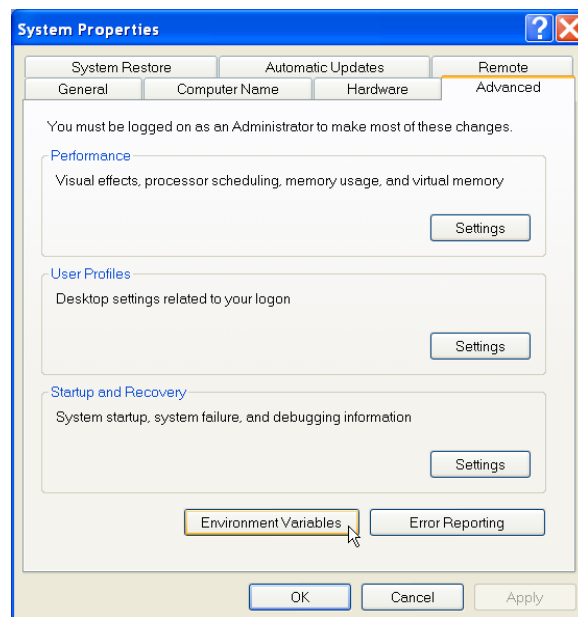 System Properties
System Restore Automatic Updates Remote
General Computer Name Hardware Advanced
You must be logged on as an Administrator to make most of these changes.
Performance
Visual effects, processor scheduling, memory usage, and virtual memory
Settings
User Profiles
Desktop settings related to your logon
Settings
Startup and Recovery
System startup, system failure, and debugging information
Settings
Environment Variables Error Reporting
OK Cancel Apply